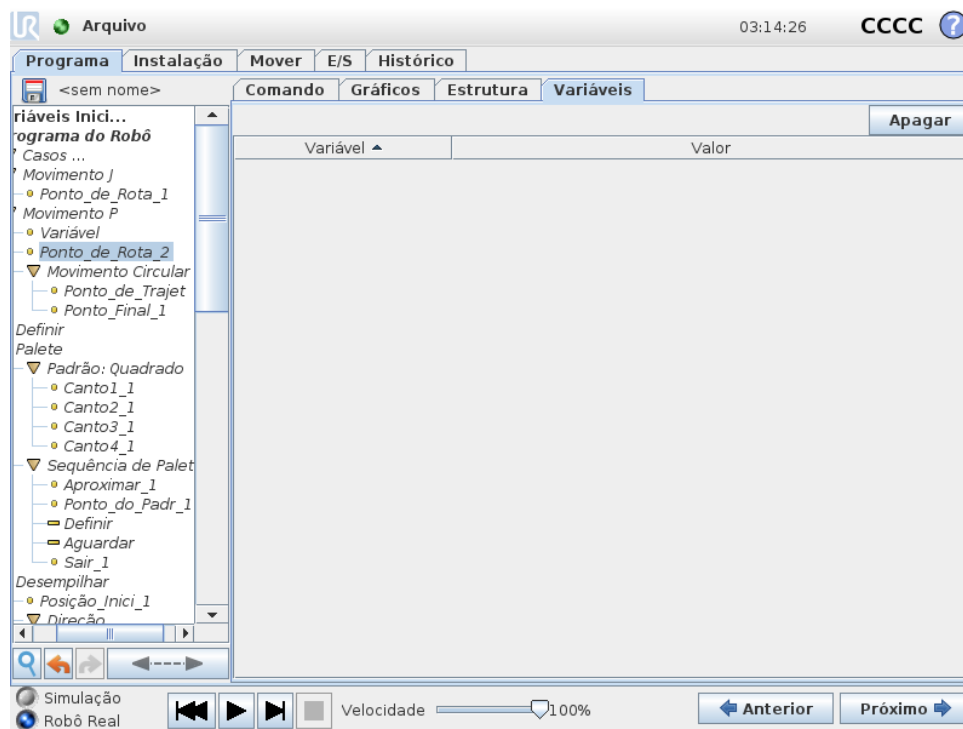 UR Arquivo 03:14:26 CCCC ?
Programa Instalação Mover E/S Histórico
<sem nome> Comando Gráficos Estrutura Variáveis
Apagar
Variável Valor
riáveis Inici...
rograma do Robô
Casos ...
Movimento J
Ponto_de_Rota_1
Movimento P
Variável
Ponto_de_Rota_2
Movimento Circular
Ponto_de_Trajet
Ponto_Final_1
Definir
Palete
Padrão: Quadrado
Canto1_1
Canto2_1
Canto3_1
Canto4_1
Sequência de Palet
Aproximar_1
Ponto_do_Padr_1
Definir
Aguardar
Sair_1
Desempilhar
Posição_Inici_1
Direção
Simulação
Robô Real
Velocidade 100% Anterior Próximo